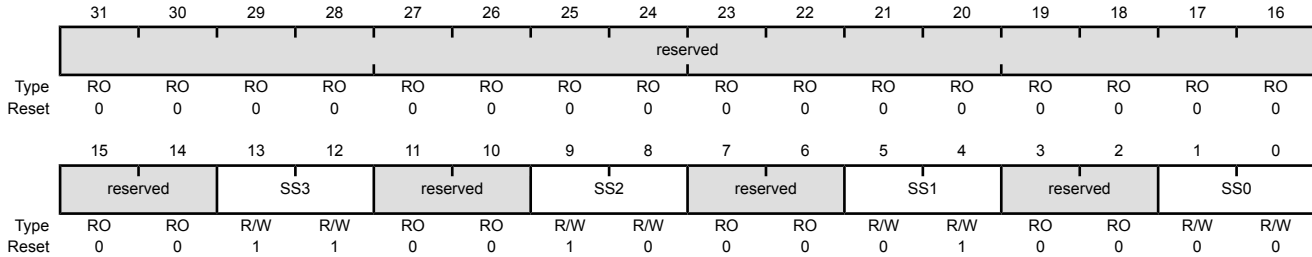 31 30 29 28 27 26 25 24 23 22 21 20 19 18 17 16
reserved
Type RO RO RO RO RO RO RO RO RO RO RO RO RO RO RO RO
Reset 0 0 0 0 0 0 0 0 0 0 0 0 0 0 0 0
15 14 13 12 11 10 9 8 7 6 5 4 3 2 1 0
reserved SS3 reserved SS2 reserved SS1 reserved SS0
Type RO RO R/W R/W RO RO R/W R/W RO RO R/W R/W RO RO R/W R/W
Reset 0 0 1 1 0 0 1 0 0 0 0 1 0 0 0 0